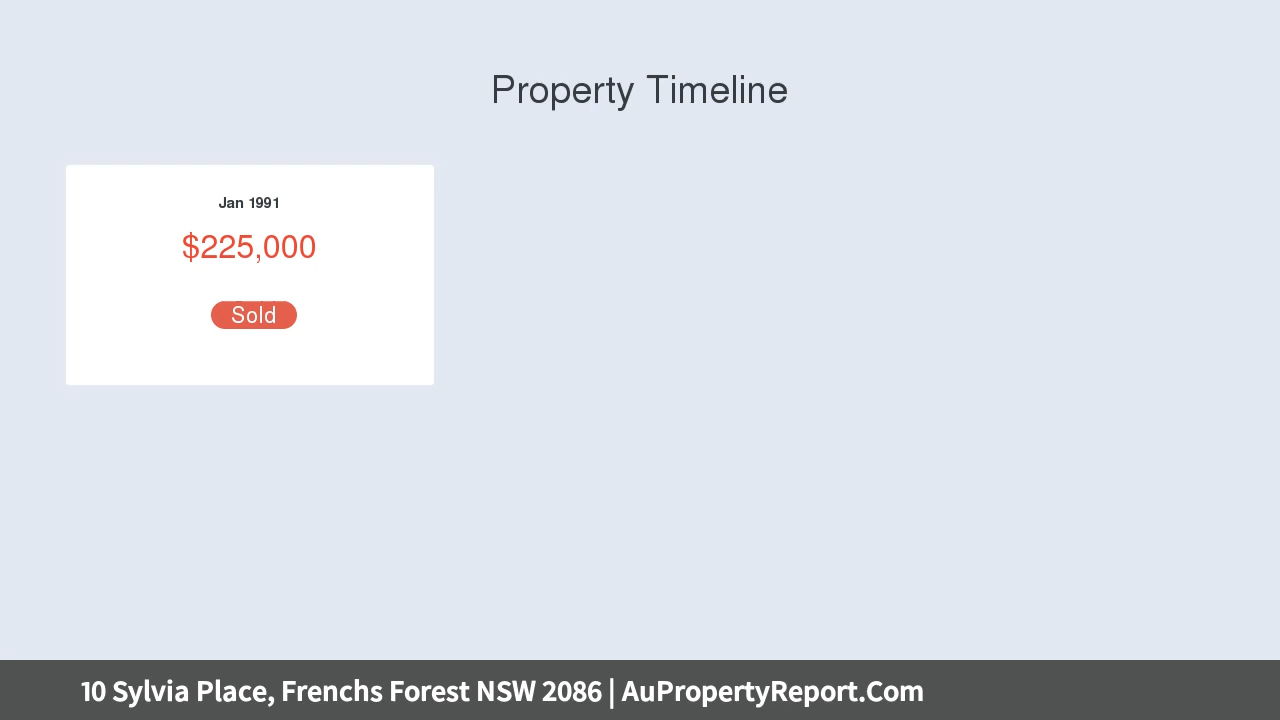 Property Timeline
Jan 1991
$225,000
Sold
10 Sylvia Place, Frenchs Forest NSW 2086 | AuPropertyReport.Com